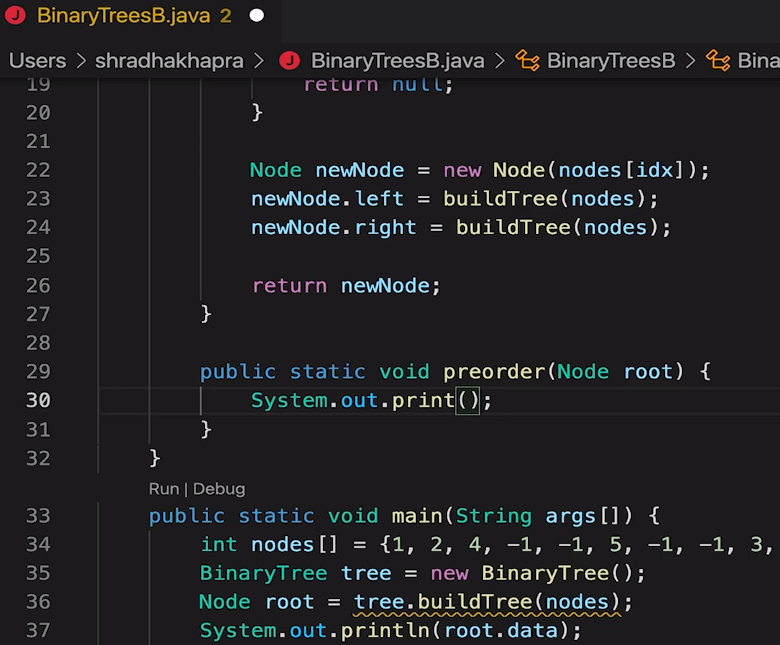 J BinaryTreesB.java 2
Users > shradhakhapra > J BinaryTreesB.java > BinaryTreesB > Bina
19 return null;
20 }
21
22 Node newNode = new Node(nodes[idx]);
23 newNode.left = buildTree(nodes);
24 newNode.right = buildTree(nodes);
25
26 return newNode;
27 }
28
29 public static void preorder(Node root) {
30 System.out.print();
31 }
32 }
Run | Debug
33 public static void main(String args[]) {
34 int nodes[] = {1, 2, 4, -1, -1, 5, -1, -1, 3,
35 BinaryTree tree = new BinaryTree();
36 Node root = tree.buildTree(nodes);
37 System.out.println(root.data);